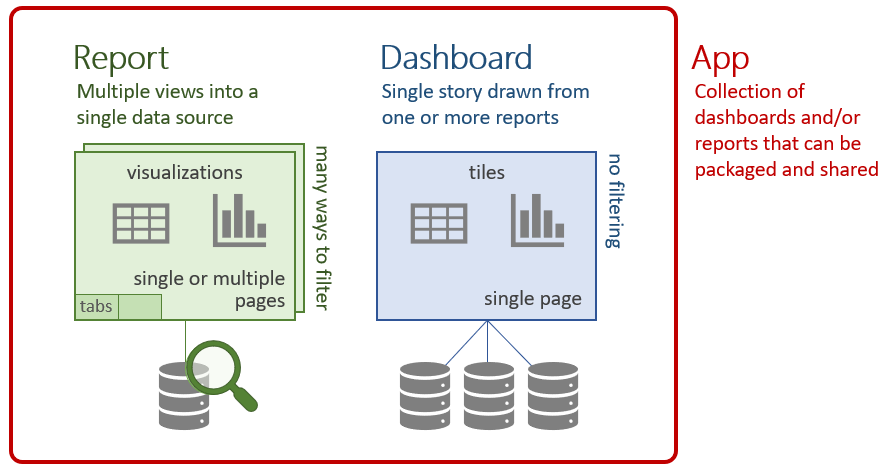 Report
Multiple views into a
single data source
visualizations
many ways to filter
single or multiple
pages
tabs
Dashboard
Single story drawn from
one or more reports
tiles
no filtering
single page
App
Collection of
dashboards and/or
reports that can be
packaged and shared